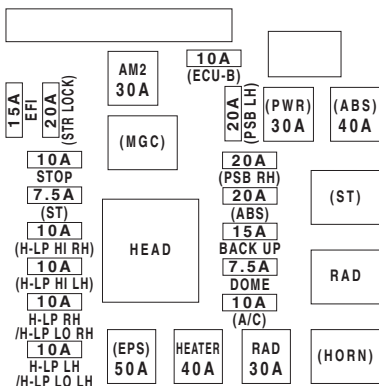 10A
(ECU-B)
AM2
30A
15A
EFI
20A
(STR LOCK)
20A
(PSB LH)
(PWR)
30A
(ABS)
40A
(MGC)
10A
STOP
7.5A
(ST)
10A
(H-LP HI RH)
10A
(H-LP HI LH)
10A
H-LP RH
/H-LP LO RH
10A
H-LP LH
/H-LP LO LH
HEAD
20A
(PSB RH)
20A
(ABS)
15A
BACK UP
7.5A
DOME
10A
(A/C)
(ST)
RAD
(EPS)
50A
HEATER
40A
RAD
30A
(HORN)